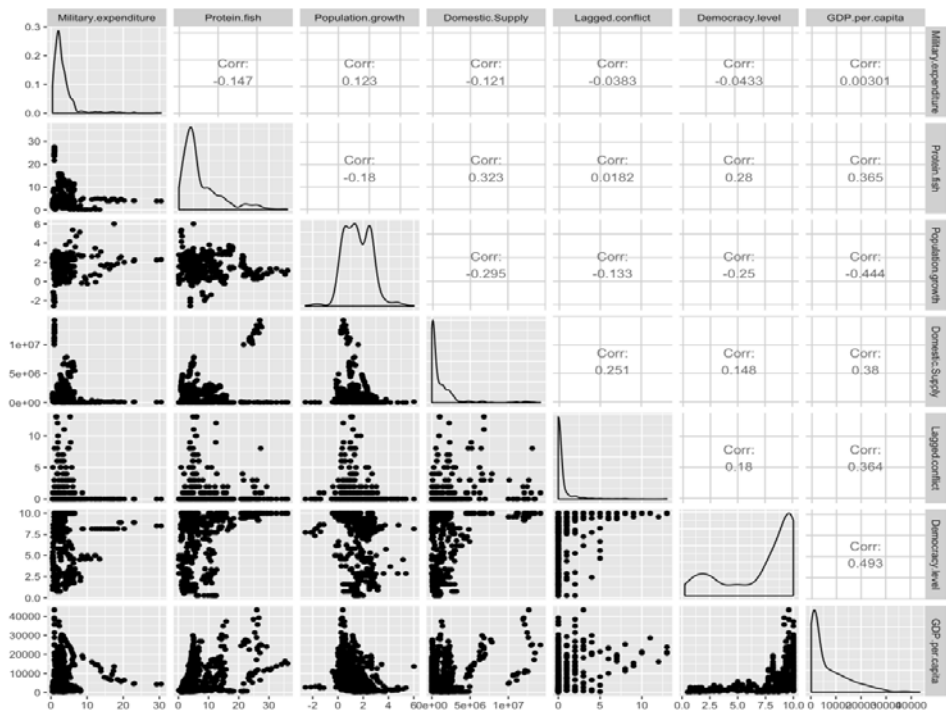 Military.expenditure Protein.fish Population.growth Domestic.Supply Lagged.conflict Democracy.level GDP.per.capita
0.3
0.2
0.1
0.0
Corr:
-0.147
Corr:
0.123
Corr:
-0.121
Corr:
-0.0383
Corr:
-0.0433
Corr:
0.00301
Military.expenditure
30
20
10
0
Corr:
-0.18
Corr:
0.323
Corr:
0.0182
Corr:
0.28
Corr:
0.365
Protein.fish
6
4
2
0
-2
Corr:
-0.295
Corr:
-0.133
Corr:
-0.25
Corr:
-0.444
Population.growth
1e+07
5e+06
0e+00
Corr:
0.251
Corr:
0.148
Corr:
0.38
Domestic.Supply
10
5
0
Corr:
0.18
Corr:
0.364
Lagged.conflict
10.0
7.5
5.0
2.5
0.0
Corr:
0.493
Democracy.level
40000
30000
20000
10000
0
GDP.per.capita
0 10 20 30 0 10 20 30 -2 0 2 4 6 0e+00 5e+06 1e+07 0 5 10 0.0 2.5 5.0 7.5 10.0 0 10000 20000 30000 40000